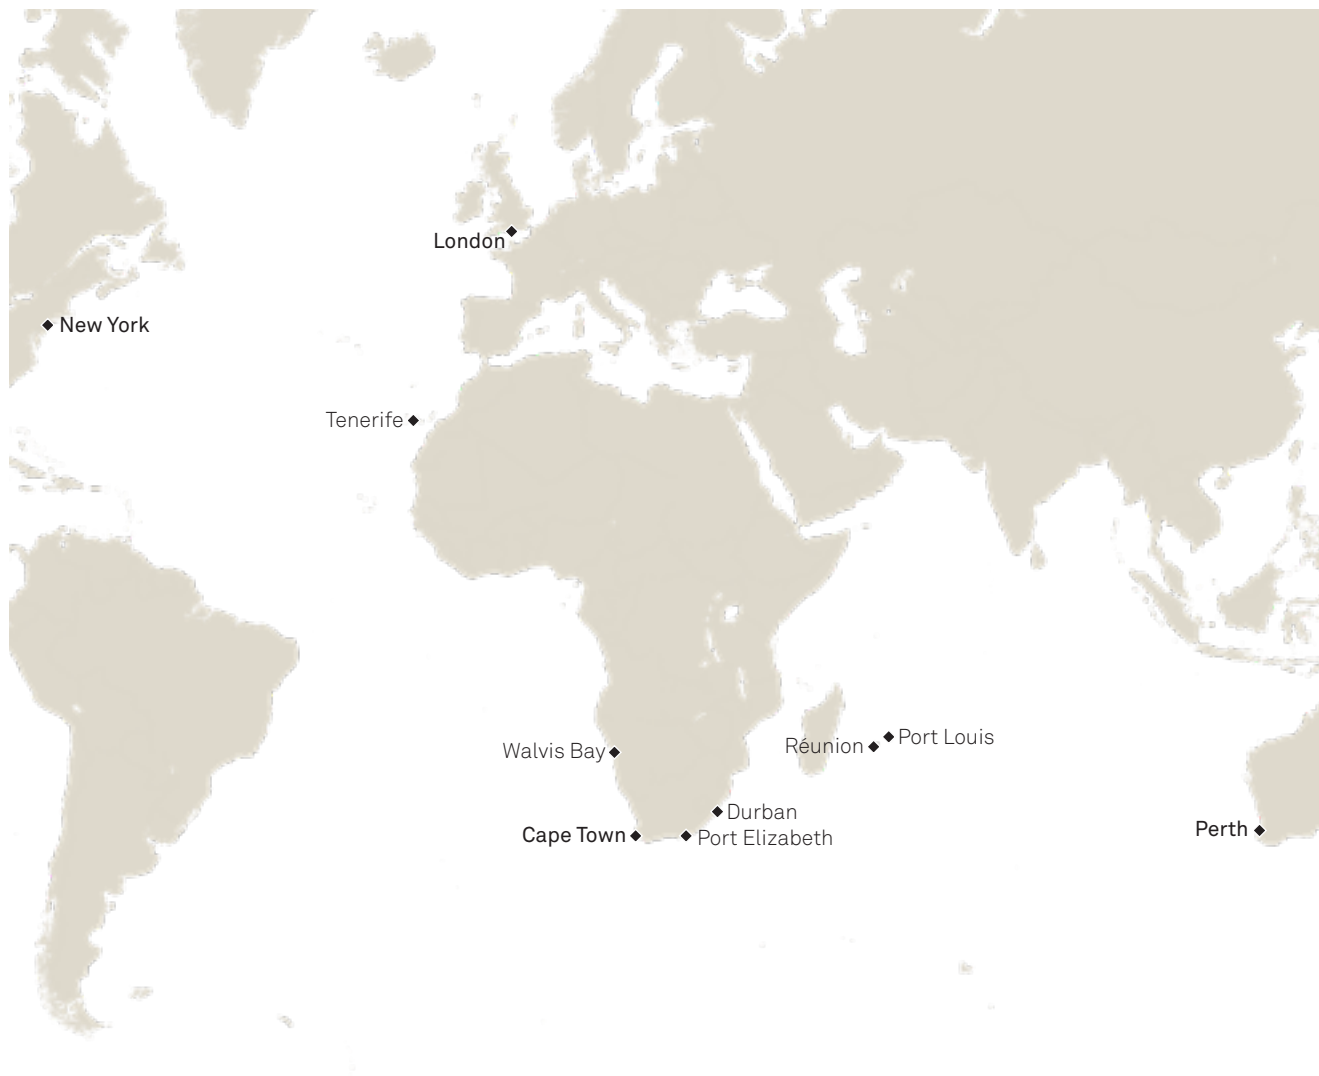 London
New York
Tenerife
Port Louis
Réunion
Walvis Bay
Durban
Perth
Cape Town
Port Elizabeth